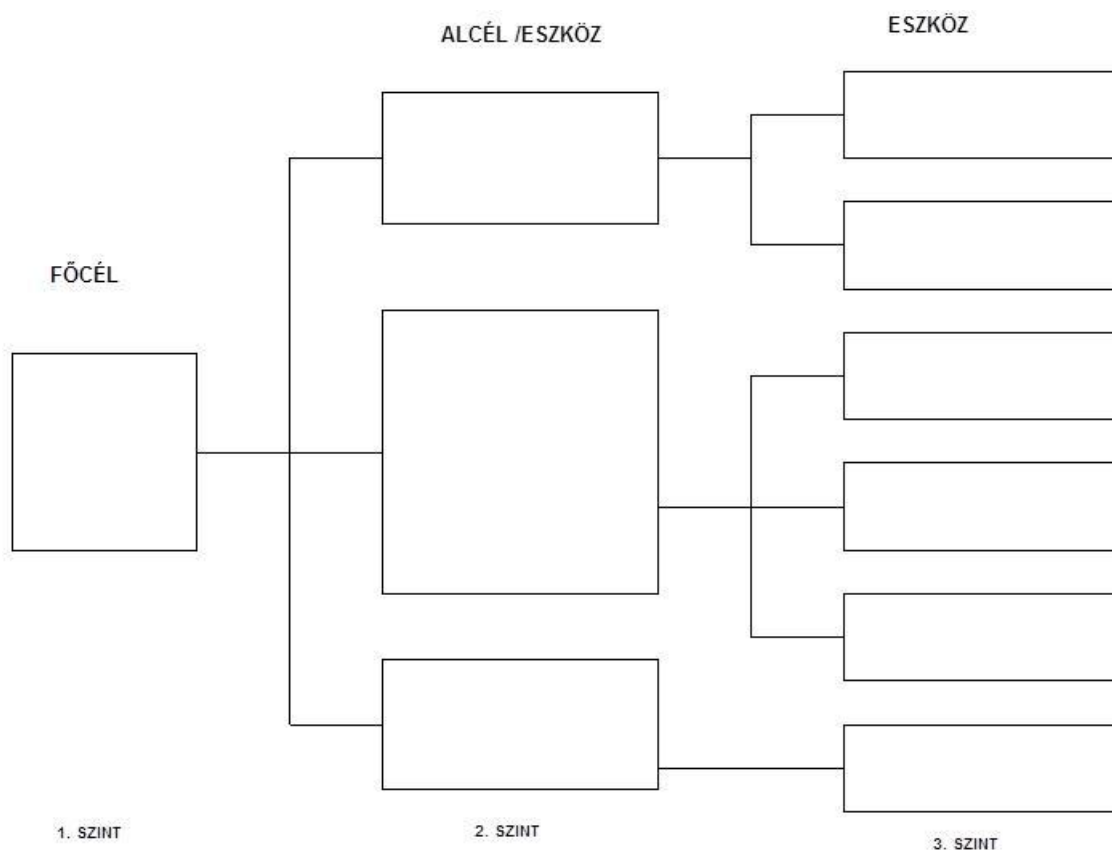 ESZKÖZ
ALCÉL /ESZKÖZ
FŐCÉL
1. SZINT
2. SZINT
3. SZINT